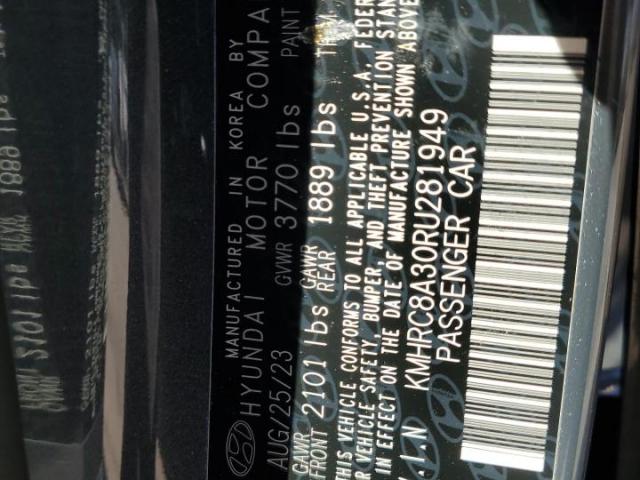 MANUFACTURED IN KOREA BY
HYUNDAI MOTOR COMPA
AUG/25/23 GVWR 3770 lbs PAINT
GAWR FRONT 2101 lbs GAWR REAR 1889 lbs TRIM
THIS VEHICLE CONFORMS TO ALL APPLICABLE U.S.A. FEDER
R VEHICLE SAFETY, BUMPER, AND THEFT PREVENTION STAN
IN EFFECT ON THE DATE OF MANUFACTURE SHOWN ABOVE
V.I.N KMHRC8A30RU281949
PASSENGER CAR